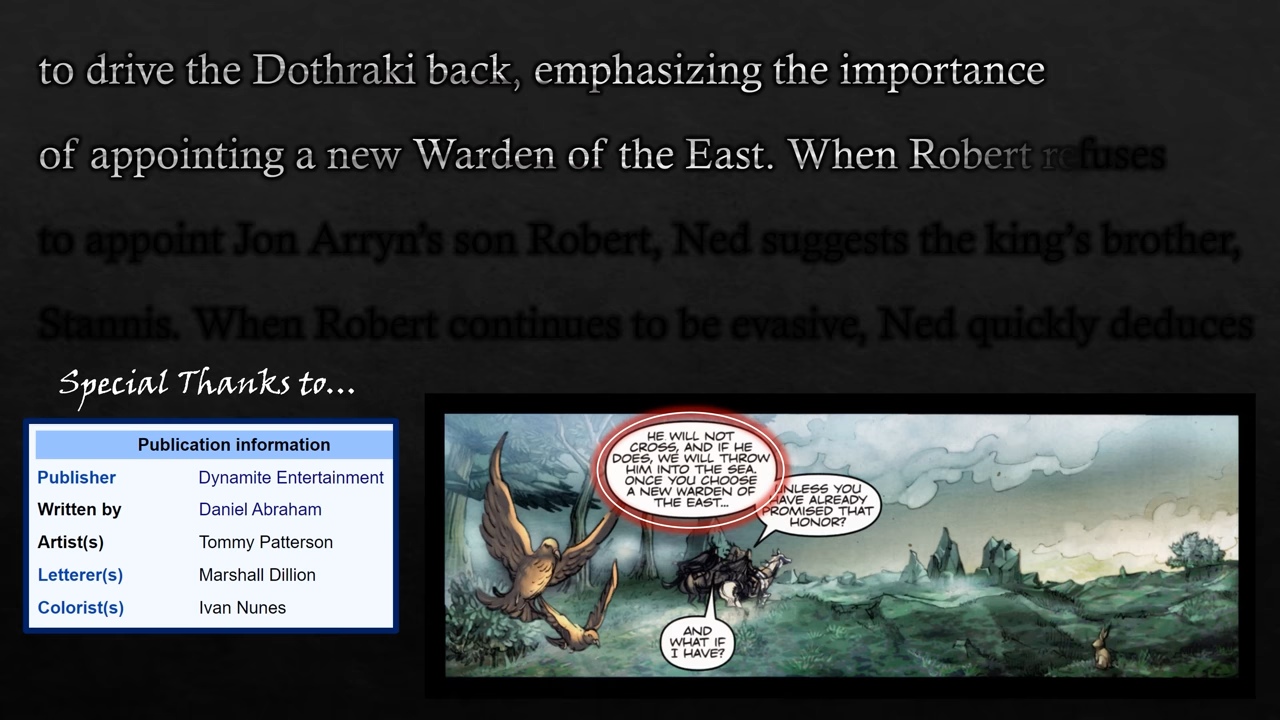 to drive the Dothraki back, emphasizing the importance
of appointing a new Warden of the East. When Robert refuses
to appoint Jon Arryn's son Robert, Ned suggests the king's brother,
Stannis. When Robert continues to be evasive, Ned quickly deduces
Special Thanks to...
Publication information
Publisher Dynamite Entertainment
Written by Daniel Abraham
Artist(s) Tommy Patterson
Letterer(s) Marshall Dillion
Colorist(s) Ivan Nunes
HE WILL NOT
CROSS, AND IF HE
DOES, WE WILL THROW
HIM INTO THE SEA.
ONCE YOU CHOOSE
A NEW WARDEN OF
THE EAST...
UNLESS YOU
HAVE ALREADY
PROMISED THAT
HONOR?
AND
WHAT IF
I HAVE?